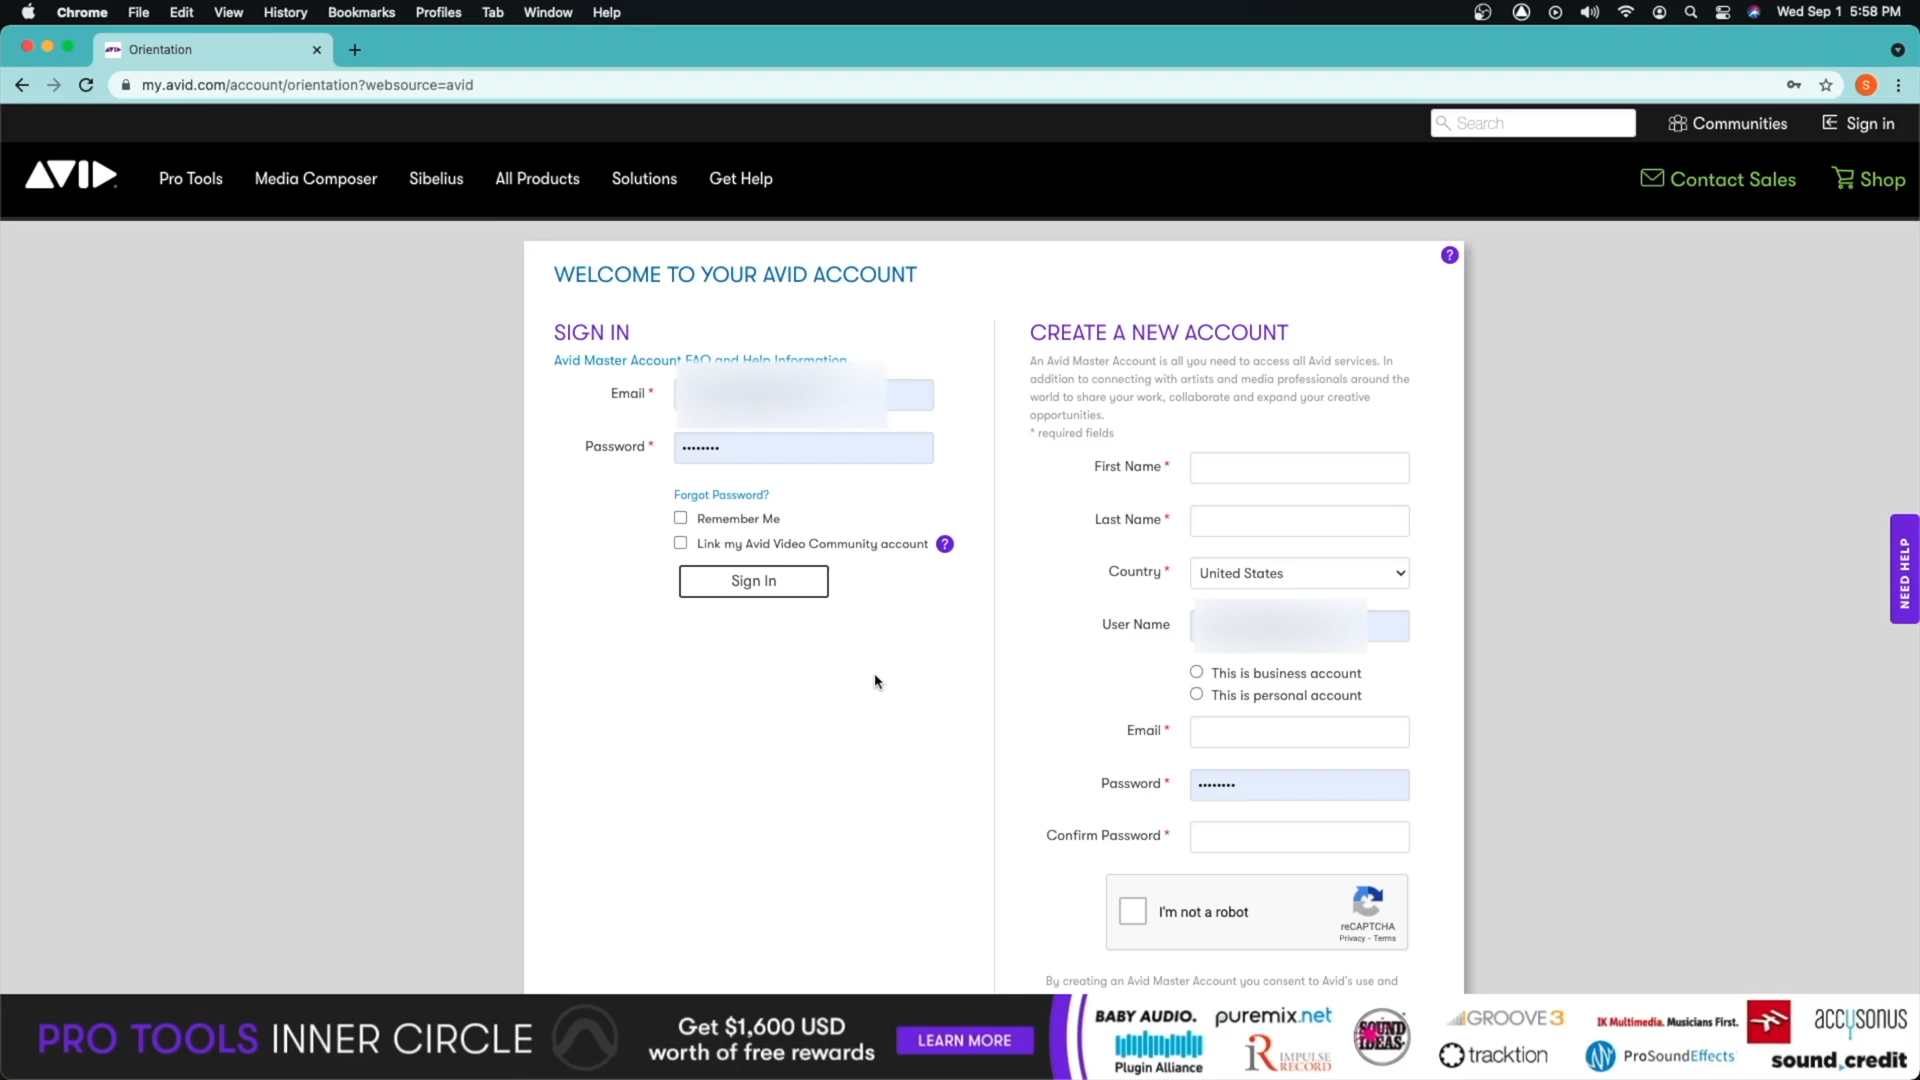 Chrome File Edit View History Bookmarks Profiles Tab Window Help
Wed Sep 1 5:58 PM
Orientation
my.avid.com/account/orientation?websource=avid
S
Search
Communities
Sign in
AVID
Pro Tools
Media Composer
Sibelius
All Products
Solutions
Get Help
Contact Sales
Shop
WELCOME TO YOUR AVID ACCOUNT
?
SIGN IN
Avid Master Account FAQ and Help Information
Email *
Password *
••••••••
Forgot Password?
Remember Me
Link my Avid Video Community account ?
Sign In
CREATE A NEW ACCOUNT
An Avid Master Account is all you need to access all Avid services. In
addition to connecting with artists and media professionals around the
world to share your work, collaborate and expand your creative
opportunities.
* required fields
First Name *
Last Name *
Country * United States
User Name
This is business account
This is personal account
Email *
Password * ••••••••
Confirm Password *
I'm not a robot
reCAPTCHA
Privacy - Terms
By creating an Avid Master Account you consent to Avid's use and
NEED HELP
PRO TOOLS INNER CIRCLE
Get $1,600 USD
worth of free rewards
LEARN MORE
BABY AUDIO.
puremix.net
SOUND
IDEAS
GROOVE 3
IK Multimedia. Musicians First.
accusonus
Plugin Alliance
IMPULSE
RECORD
tracktion
ProSoundEffects
sound.credit